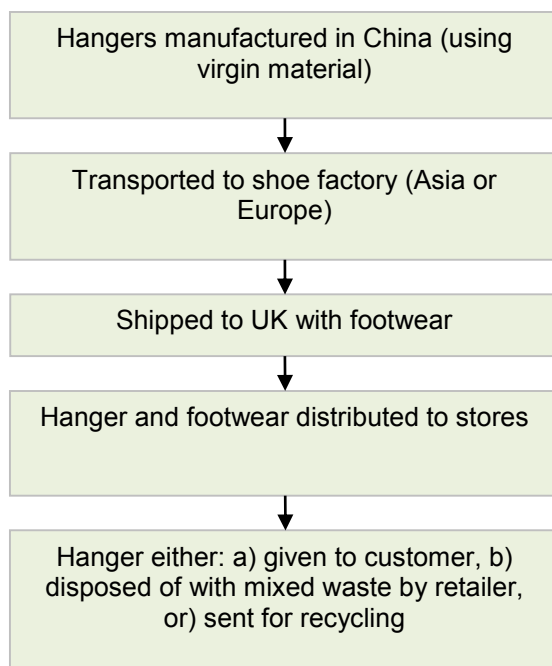 Hangers manufactured in China (using
virgin material)
Transported to shoe factory (Asia or
Europe)
Shipped to UK with footwear
Hanger and footwear distributed to stores
Hanger either: a) given to customer, b)
disposed of with mixed waste by retailer,
or) sent for recycling